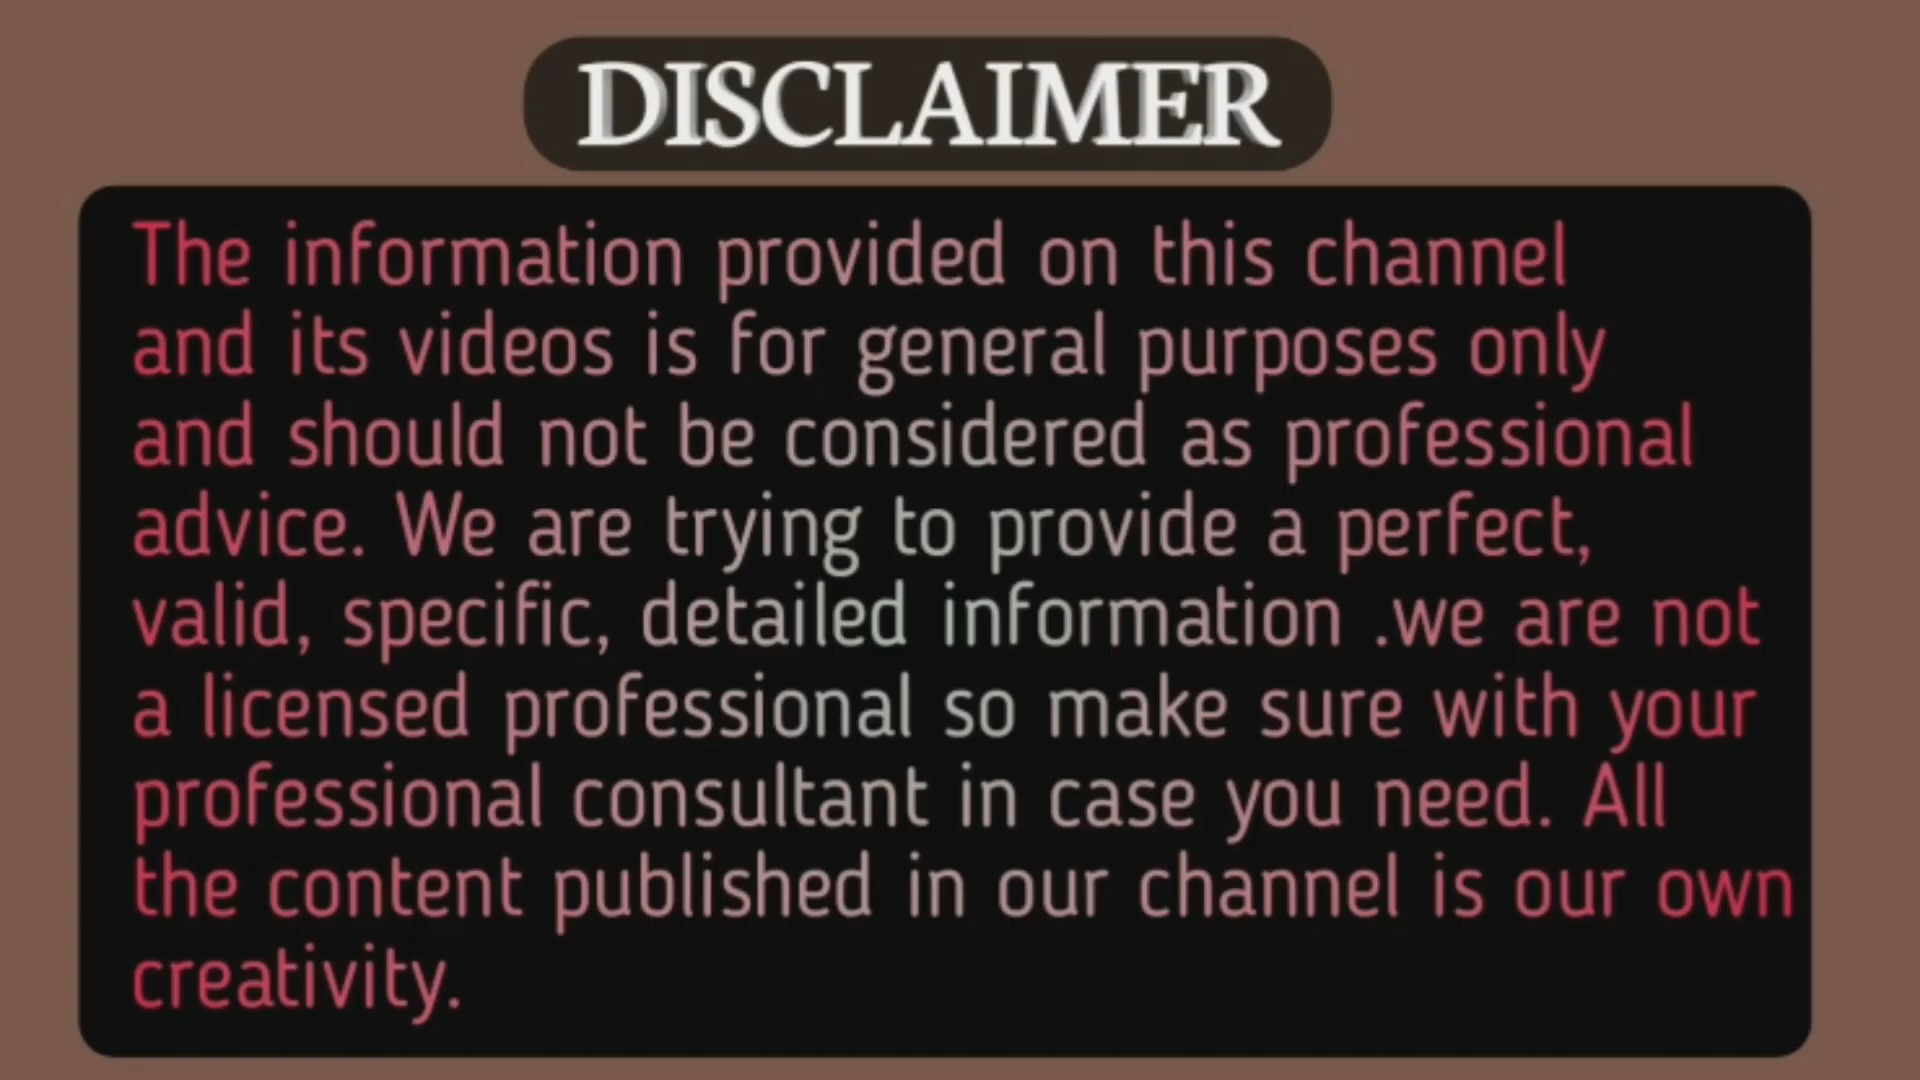 DISCLAIMER
The information provided on this channel
and its videos is for general purposes only
and should not be considered as professional
advice. We are trying to provide a perfect,
valid, specific, detailed information .we are not
a licensed professional so make sure with your
professional consultant in case you need. All
the content published in our channel is our own
creativity.